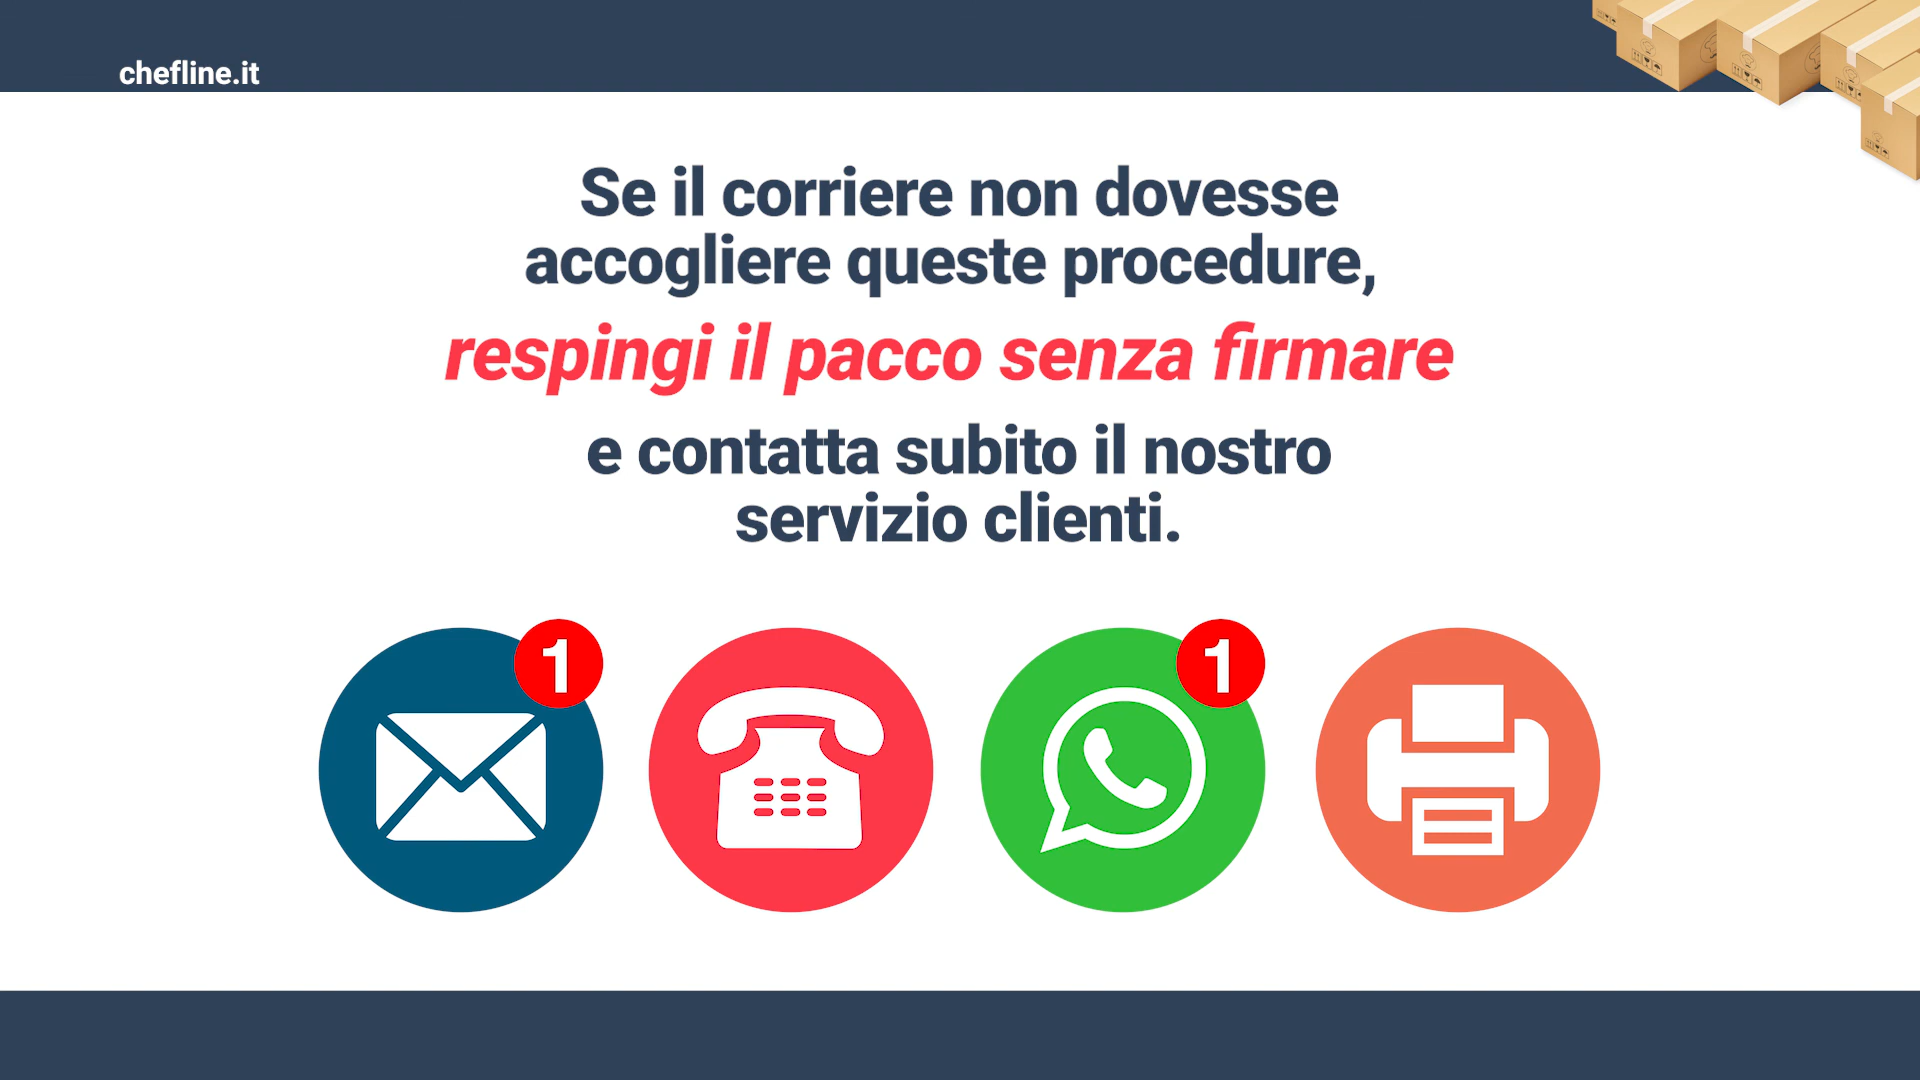 chefline.it
Se il corriere non dovesse
accogliere queste procedure,
respingi il pacco senza firmare
e contatta subito il nostro
servizio clienti.
1
1